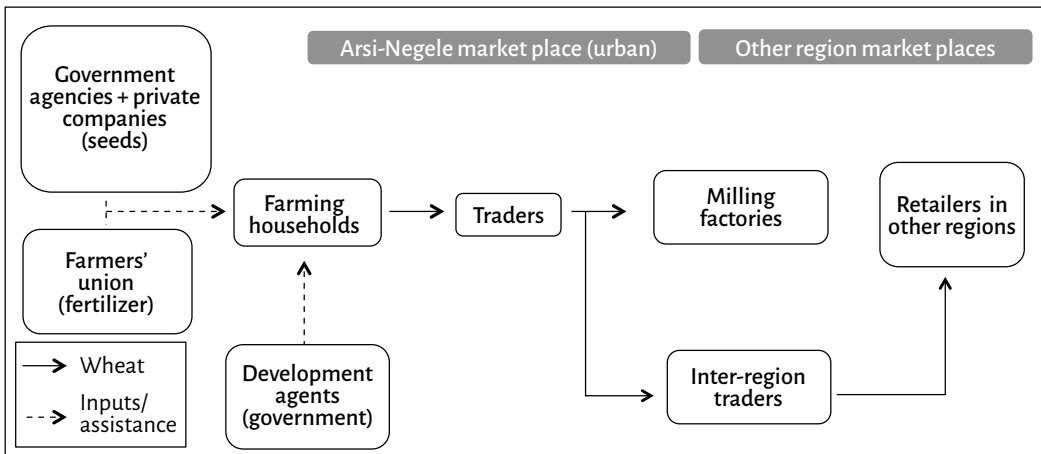 Arsi-Negele market place (urban)
Other region market places
Government
agencies + private
companies
(seeds)
Farming
households
Traders
Milling
factories
Retailers in
other regions
Farmers'
union
(fertilizer)
Development
agents
(government)
Inter-region
traders
Wheat
Inputs/
assistance